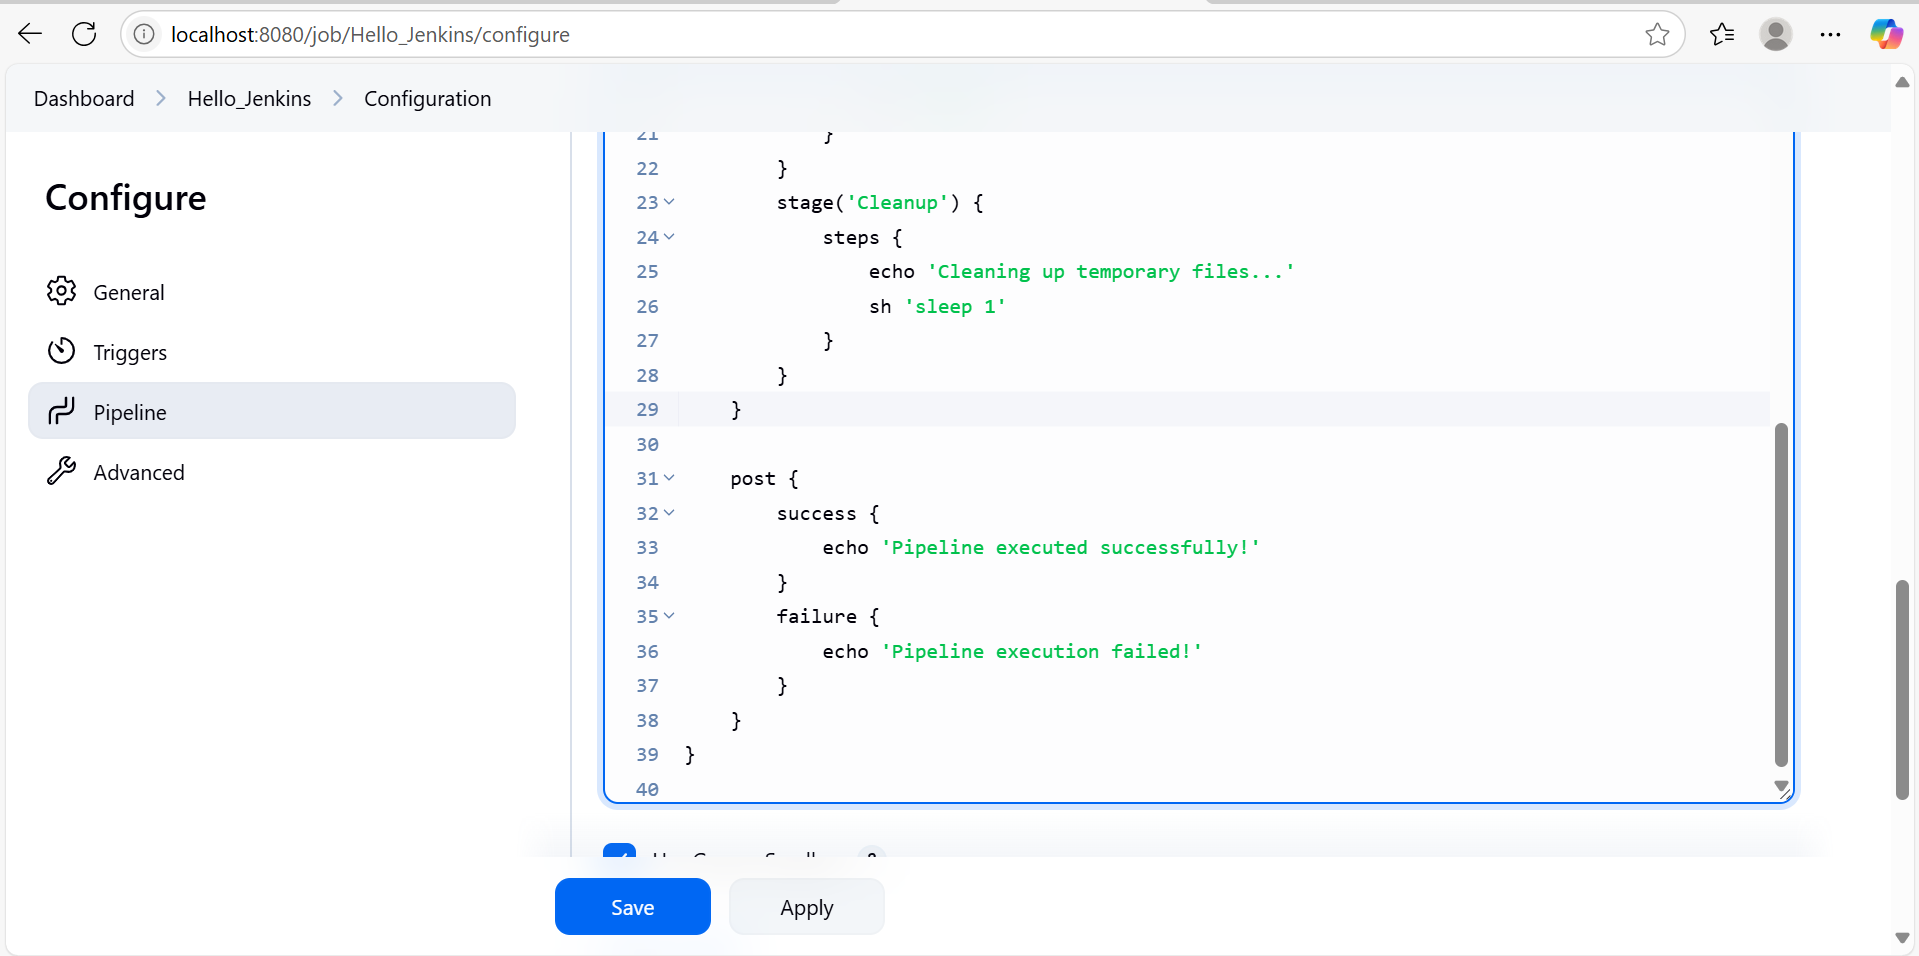 localhost:8080/job/Hello_Jenkins/configure
Dashboard > Hello_Jenkins > Configuration
Configure
General
Triggers
Pipeline
Advanced
21 }
22 }
23 stage('Cleanup') {
24 steps {
25 echo 'Cleaning up temporary files...'
26 sh 'sleep 1'
27 }
28 }
29 }
30
31 post {
32 success {
33 echo 'Pipeline executed successfully!'
34 }
35 failure {
36 echo 'Pipeline execution failed!'
37 }
38 }
39 }
40
Save
Apply